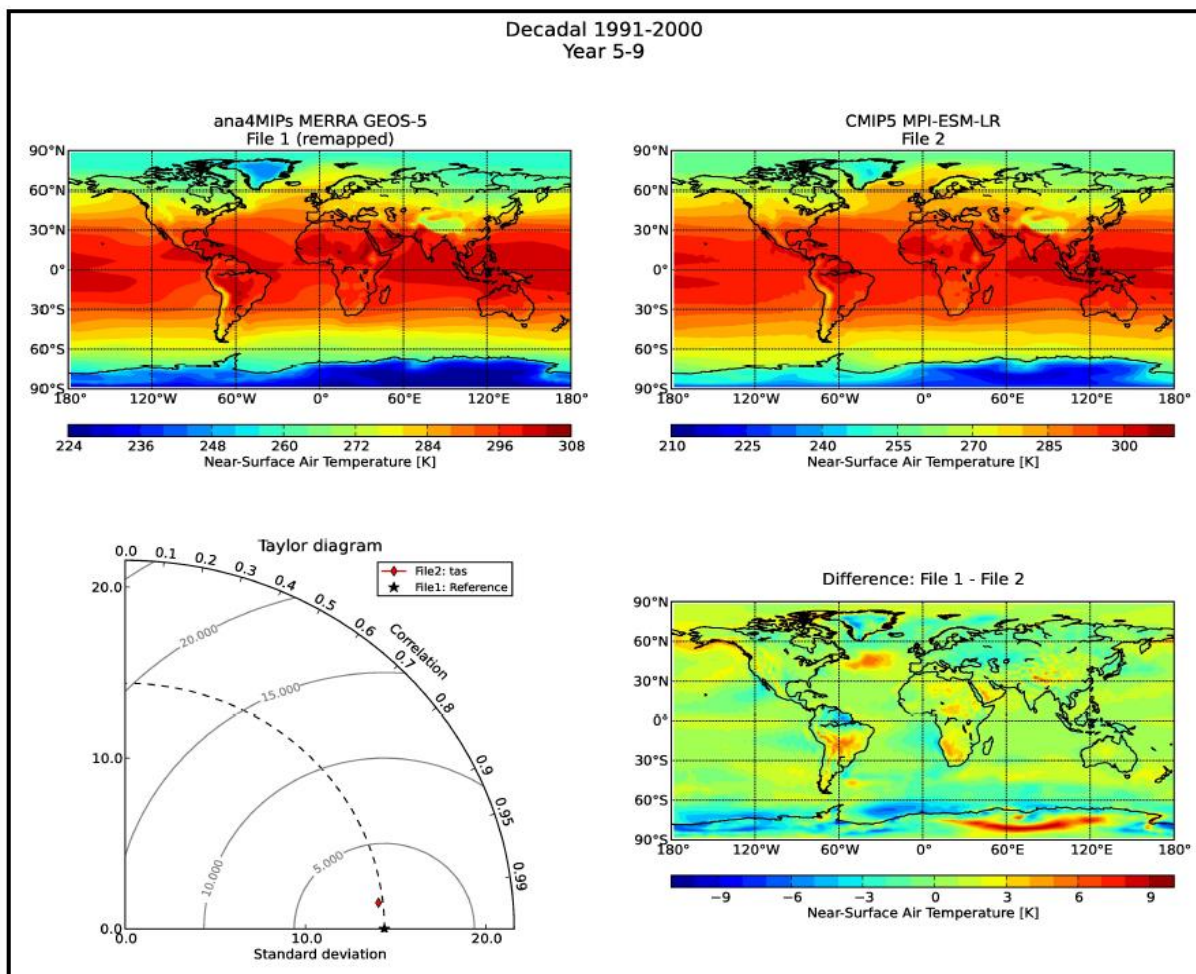 Decadal 1991-2000
Year 5-9
ana4MIPs MERRA GEOS-5
File 1 (remapped)
90°N
60°N
30°N
0°
30°S
60°S
90°S
180° 120°W 60°W 0° 60°E 120°E 180°
224 236 248 260 272 284 296 308
Near-Surface Air Temperature [K]
CMIP5 MPI-ESM-LR
File 2
90°N
60°N
30°N
0°
30°S
60°S
90°S
180° 120°W 60°W 0° 60°E 120°E 180°
210 225 240 255 270 285 300
Near-Surface Air Temperature [K]
Taylor diagram
File2: tas
File1: Reference
0.0 0.1 0.2 0.3 0.4 0.5 0.6 0.7 0.8 0.9 0.95 0.99
Correlation
20.0
10.0
0.0
20.000
15.000
10.000
5.000
0.0 10.0 20.0
Standard deviation
Difference: File 1 - File 2
90°N
60°N
30°N
0°
30°S
60°S
90°S
180° 120°W 60°W 0° 60°E 120°E 180°
−9 −6 −3 0 3 6 9
Near-Surface Air Temperature [K]